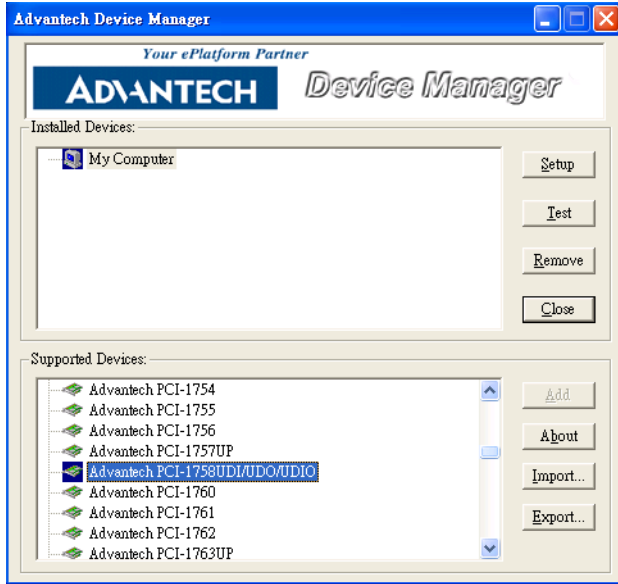 Advantech Device Manager
Your ePlatform Partner
ADVANTECH
Device Manager
Installed Devices:
My Computer
Setup
Test
Remove
Close
Supported Devices:
Advantech PCI-1754
Advantech PCI-1755
Advantech PCI-1756
Advantech PCI-1757UP
Advantech PCI-1758UDI/UDO/UDIO
Advantech PCI-1760
Advantech PCI-1761
Advantech PCI-1762
Advantech PCI-1763UP
Add
About
Import...
Export...